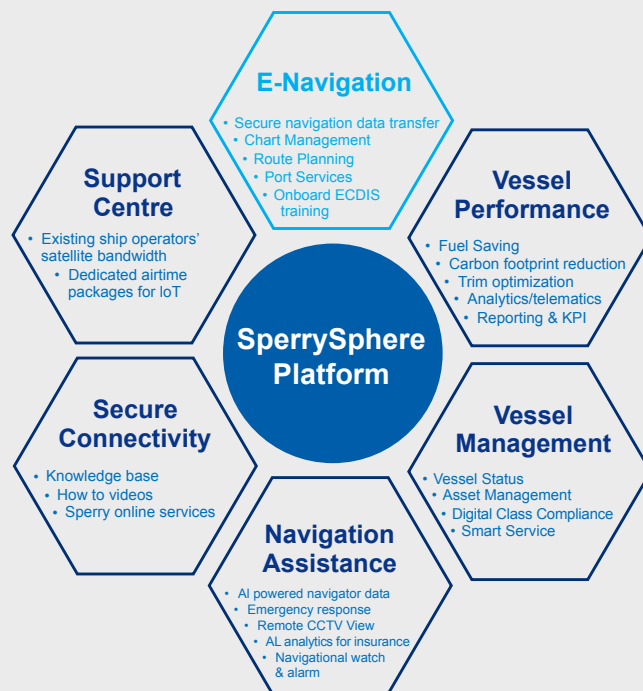 E-Navigation
• Secure navigation data transfer
• Chart Management
• Route Planning
• Port Services
• Onboard ECDIS
training
Support
Centre
• Existing ship operators'
satellite bandwidth
• Dedicated airtime
packages for IoT
Vessel
Performance
• Fuel Saving
• Carbon footprint reduction
• Trim optimization
• Analytics/telematics
• Reporting & KPI
SperrySphere
Platform
Secure
Connectivity
• Knowledge base
• How to videos
• Sperry online services
Vessel
Management
• Vessel Status
• Asset Management
• Digital Class Compliance
• Smart Service
Navigation
Assistance
• AI powered navigator data
• Emergency response
• Remote CCTV View
• AL analytics for insurance
• Navigational watch
& alarm